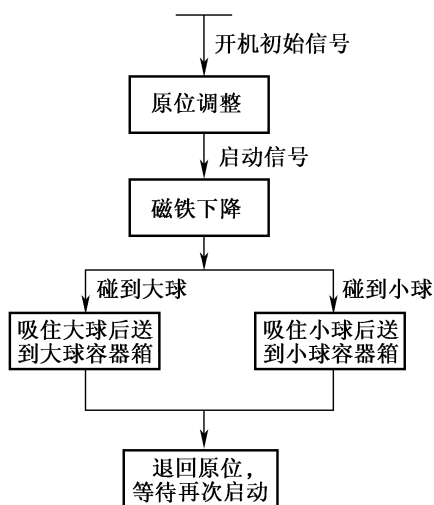 开机初始信号
原位调整
启动信号
磁铁下降
碰到大球
碰到小球
吸住大球后送
到大球容器箱
吸住小球后送
到小球容器箱
退回原位，
等待再次启动